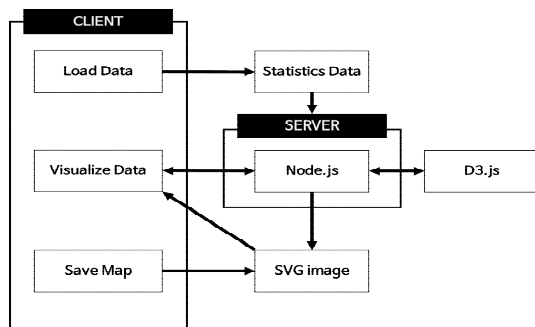 CLIENT
Load Data
Statistics Data
SERVER
Visualize Data
Node.js
D3.js
Save Map
SVG image